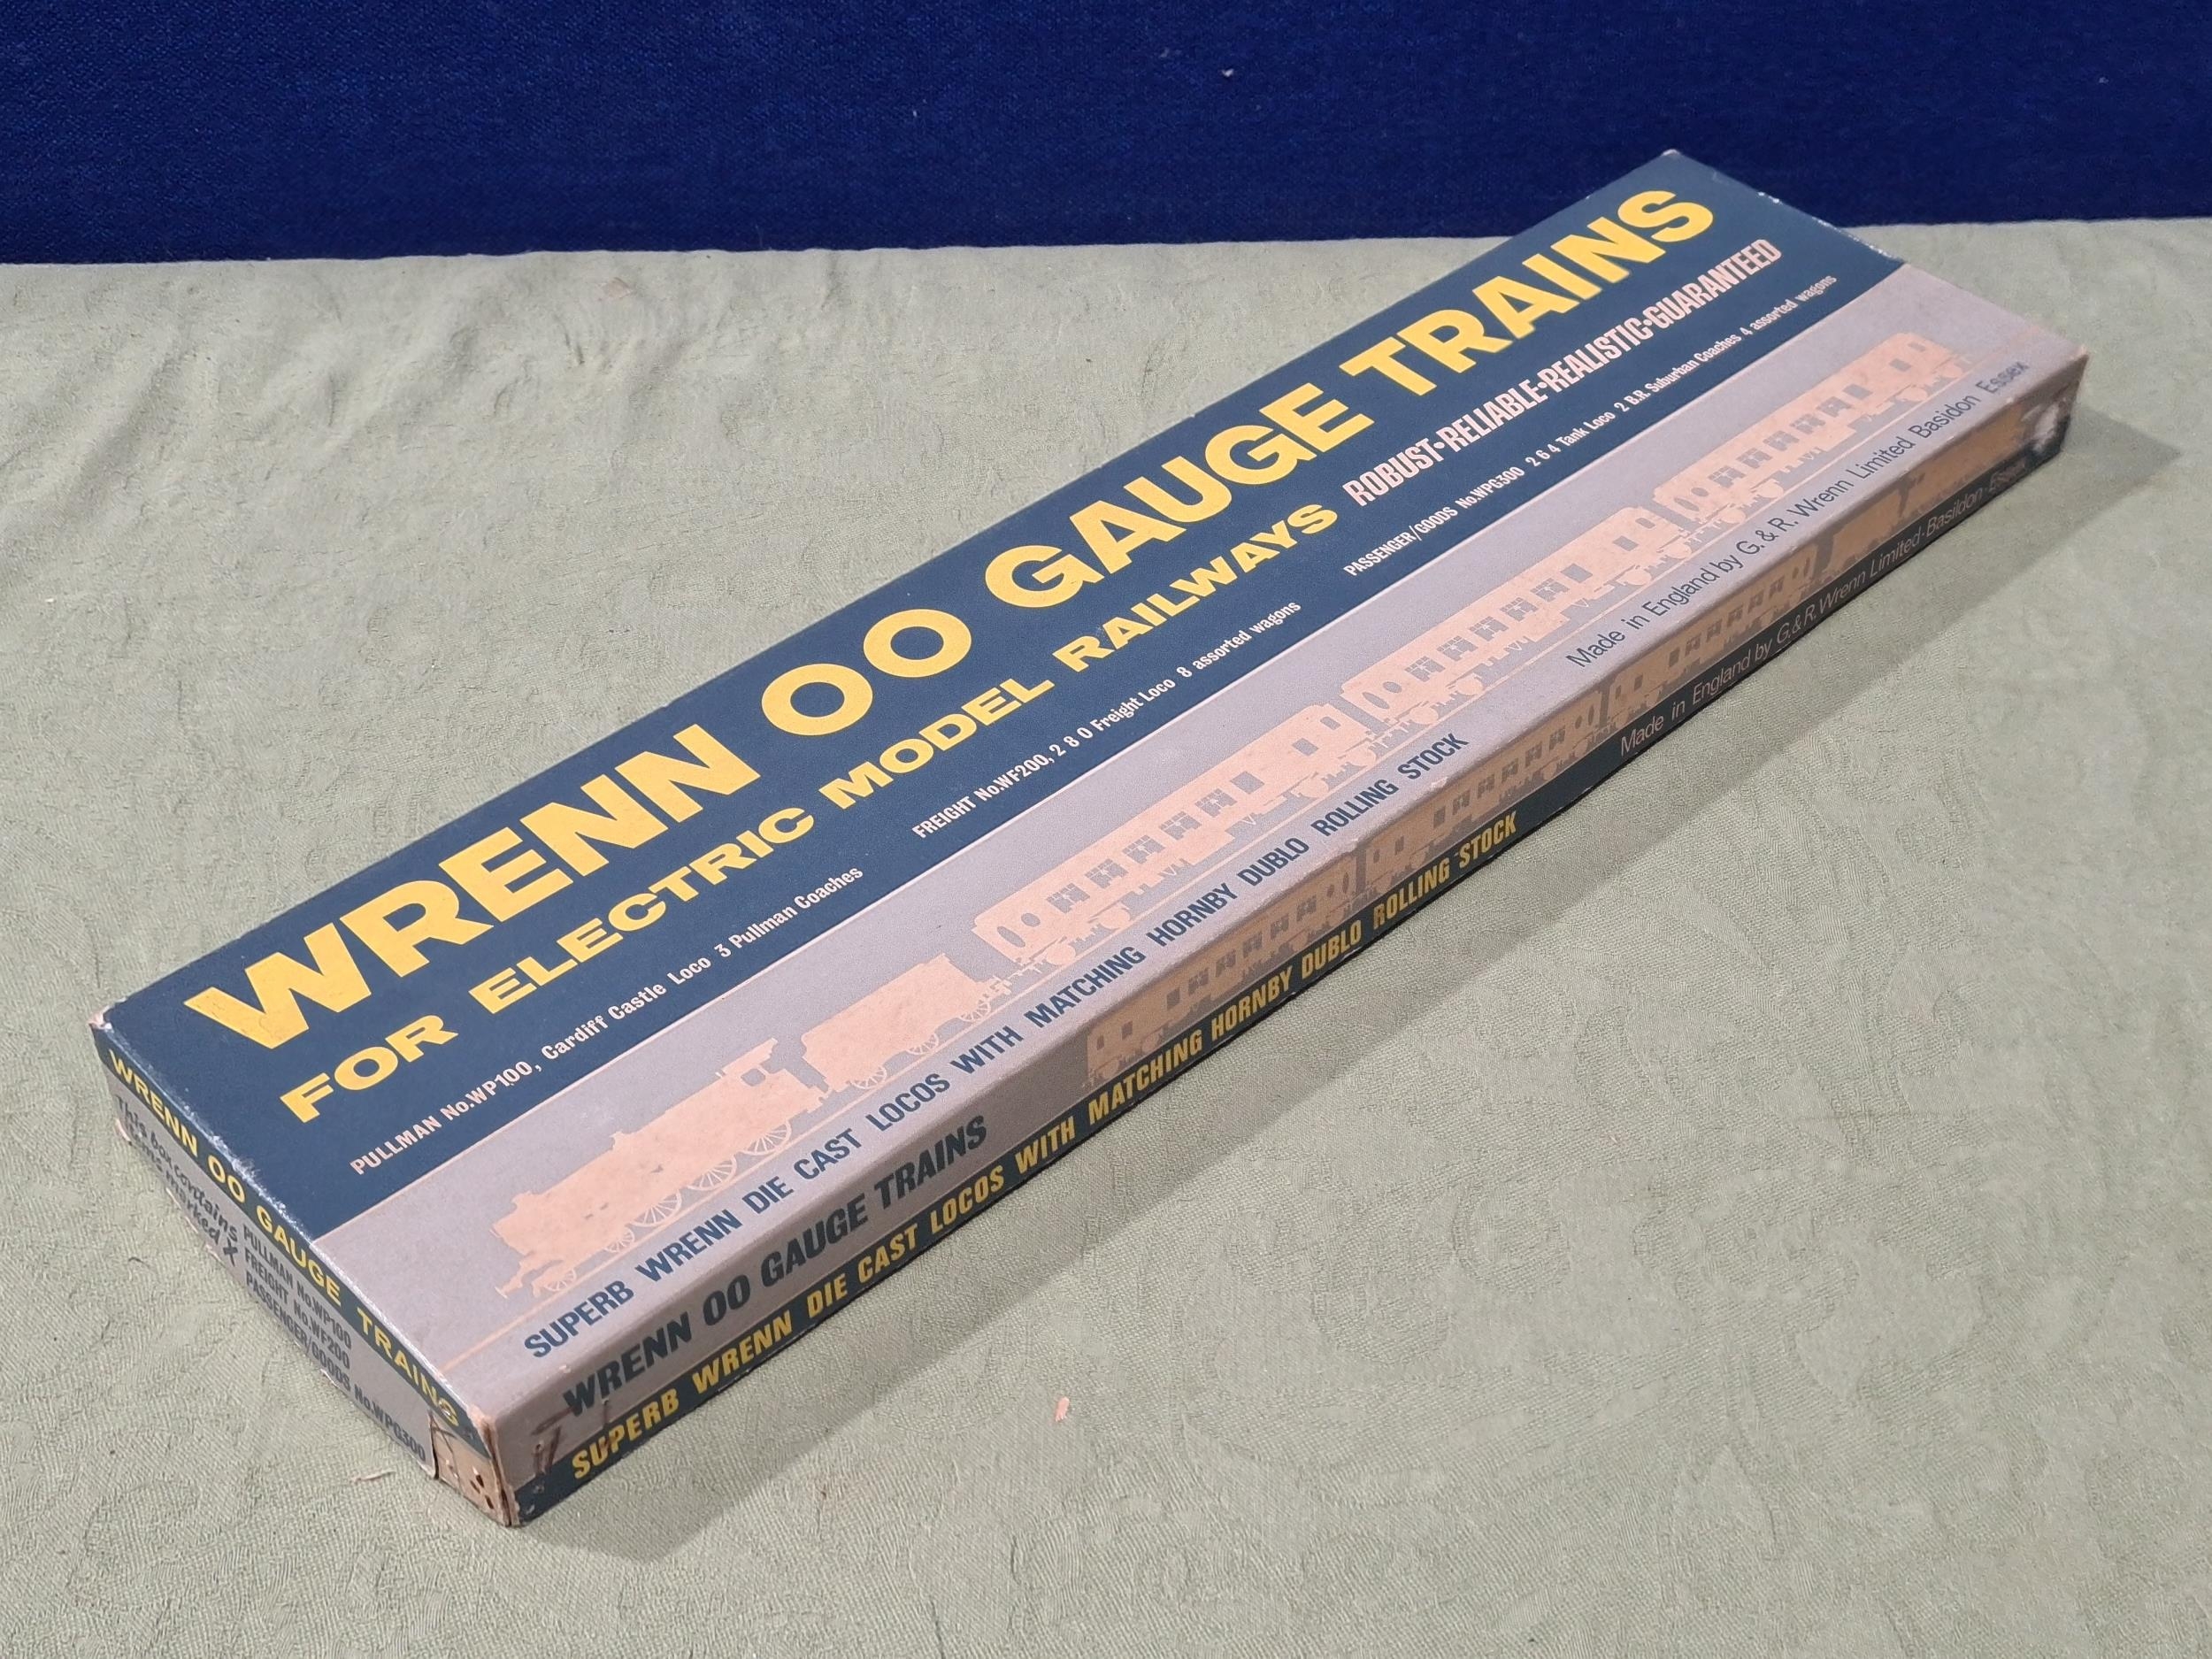 WRENN OO GAUGE TRAINS
FOR ELECTRIC MODEL RAILWAYS ROBUST·RELIABLE·REALISTIC·GUARANTEED
PULLMAN No.WP100, Cardiff Castle Loco 3 Pullman Coaches FREIGHT No.WF200, 2 8 0 Freight Loco 8 assorted wagons PASSENGER/GOODS No.WPG300 2 6 4 Tank Loco 2 B.R. Suburban Coaches 4 assorted wagons
SUPERB WRENN DIE CAST LOCOS WITH MATCHING HORNBY DUBLO ROLLING STOCK Made in England by G.& R. Wrenn Limited Basidon Essex
WRENN OO GAUGE TRAINS
SUPERB WRENN DIE CAST LOCOS WITH MATCHING HORNBY DUBLO ROLLING STOCK Made in England by G.& R. Wrenn Limited·Basildon·Essex
WRENN OO GAUGE TRAINS
This box contains
items marked X
PULLMAN No.WP100
FREIGHT No.WF200
PASSENGER/GOODS No.WPG300